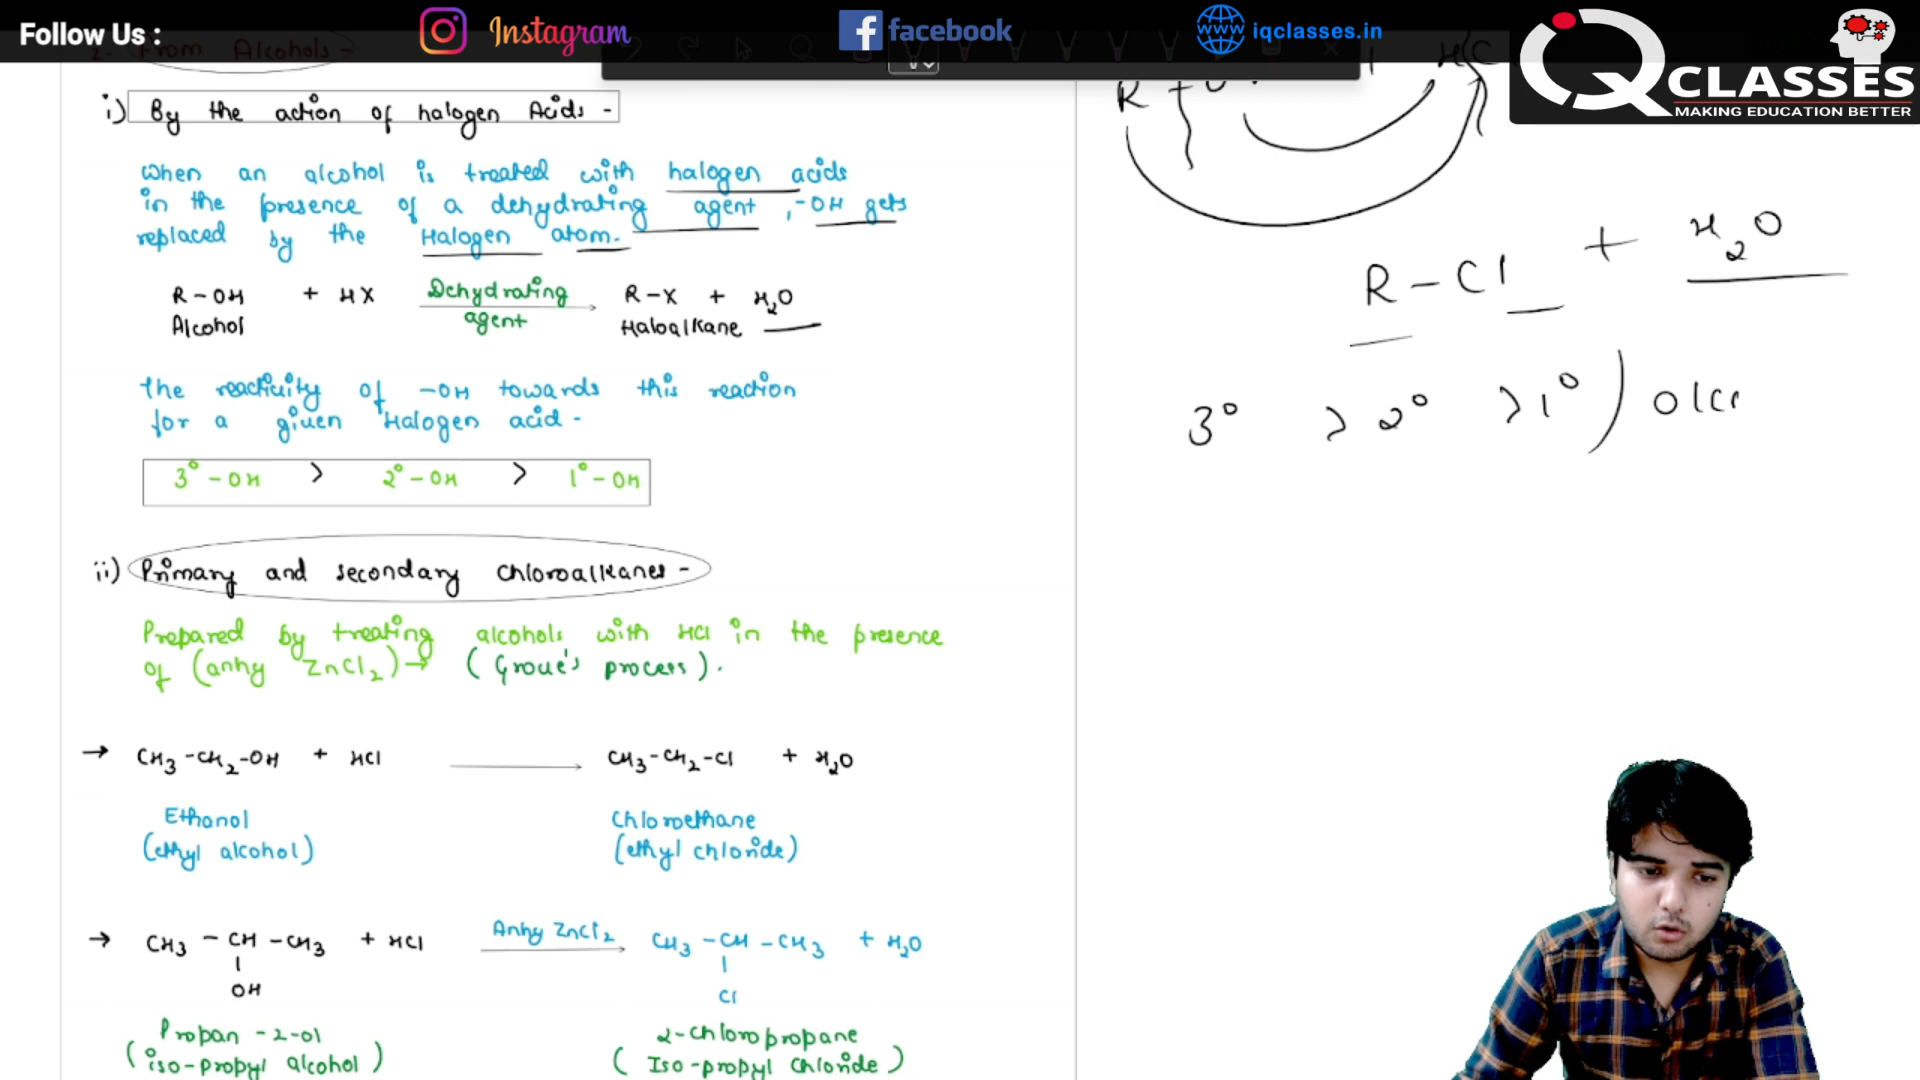 Follow Us :
Instagram
facebook
iqclasses.in
IQ CLASSES
MAKING EDUCATION BETTER
2- From Alcohols -
i) By the action of halogen Acids -
When an alcohol is treated with halogen acids
in the presence of a dehydrating agent, -OH gets
replaced by the Halogen atom.
R-OH + HX Dehydrating agent R-X + H2O
Alcohol Haloalkane
The reactivity of -OH towards this reaction
for a given Halogen acid -
3°-OH > 2°-OH > 1°-OH
ii) Primary and secondary Chloroalkanes -
Prepared by treating alcohols with HCl in the presence
of (anhy ZnCl2) → (Grove's process).
→ CH3-CH2-OH + HCl CH3-CH2-Cl + H2O
Ethanol Chloroethane
(ethyl alcohol) (ethyl chloride)
→ CH3-CH-CH3 + HCl Anhy ZnCl2 CH3-CH-CH3 + H2O
OH Cl
Propan-2-ol 2-chloropropane
(iso-propyl alcohol) (Iso-propyl chloride)
R-Cl + H2O
3° > 2° > 1° )